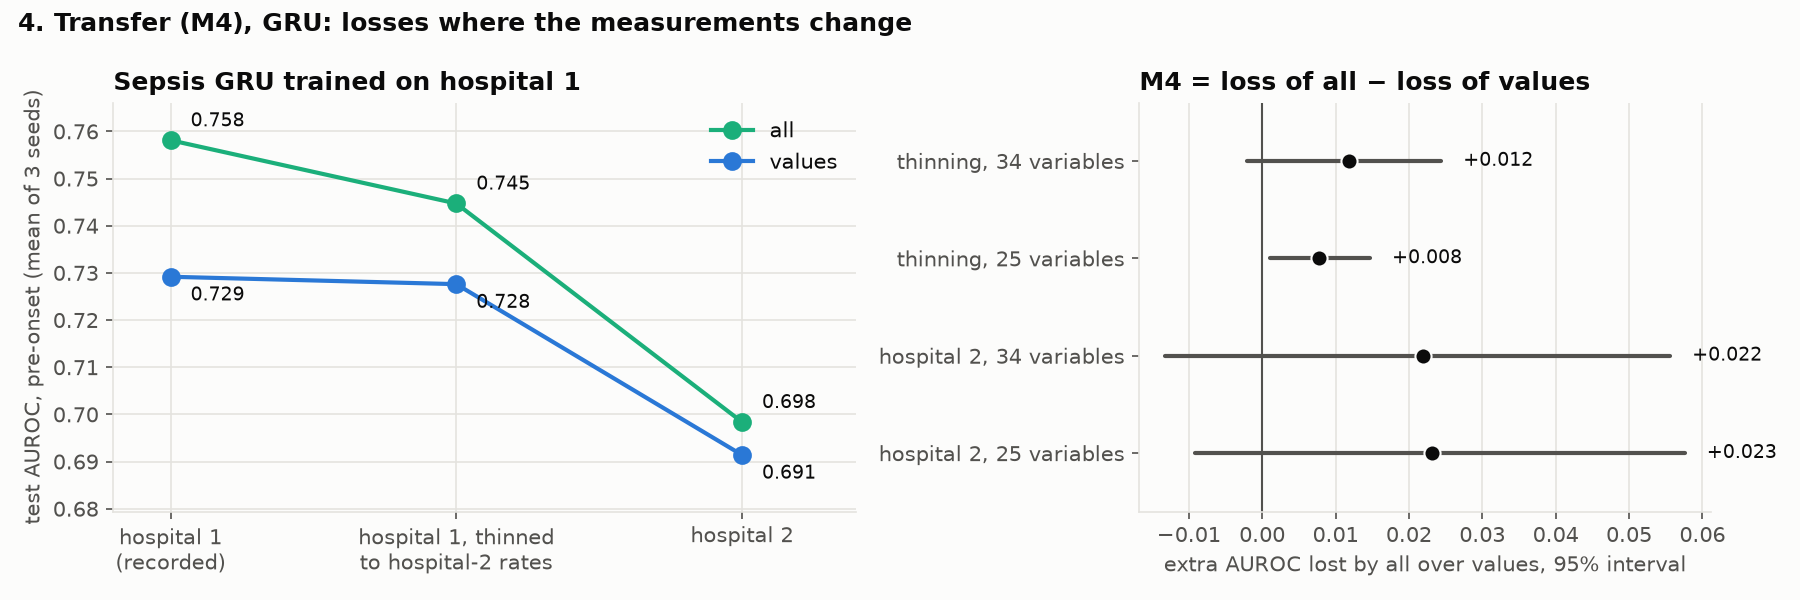 4. Transfer (M4), GRU: losses where the measurements change
Sepsis GRU trained on hospital 1
test AUROC, pre-onset (mean of 3 seeds)
0.76
0.75
0.74
0.73
0.72
0.71
0.70
0.69
0.68
0.758
0.745
0.729
0.728
0.698
0.691
all
values
hospital 1
(recorded)
hospital 1, thinned
to hospital-2 rates
hospital 2
M4 = loss of all − loss of values
thinning, 34 variables
+0.012
thinning, 25 variables
+0.008
hospital 2, 34 variables
+0.022
hospital 2, 25 variables
+0.023
−0.01 0.00 0.01 0.02 0.03 0.04 0.05 0.06
extra AUROC lost by all over values, 95% interval